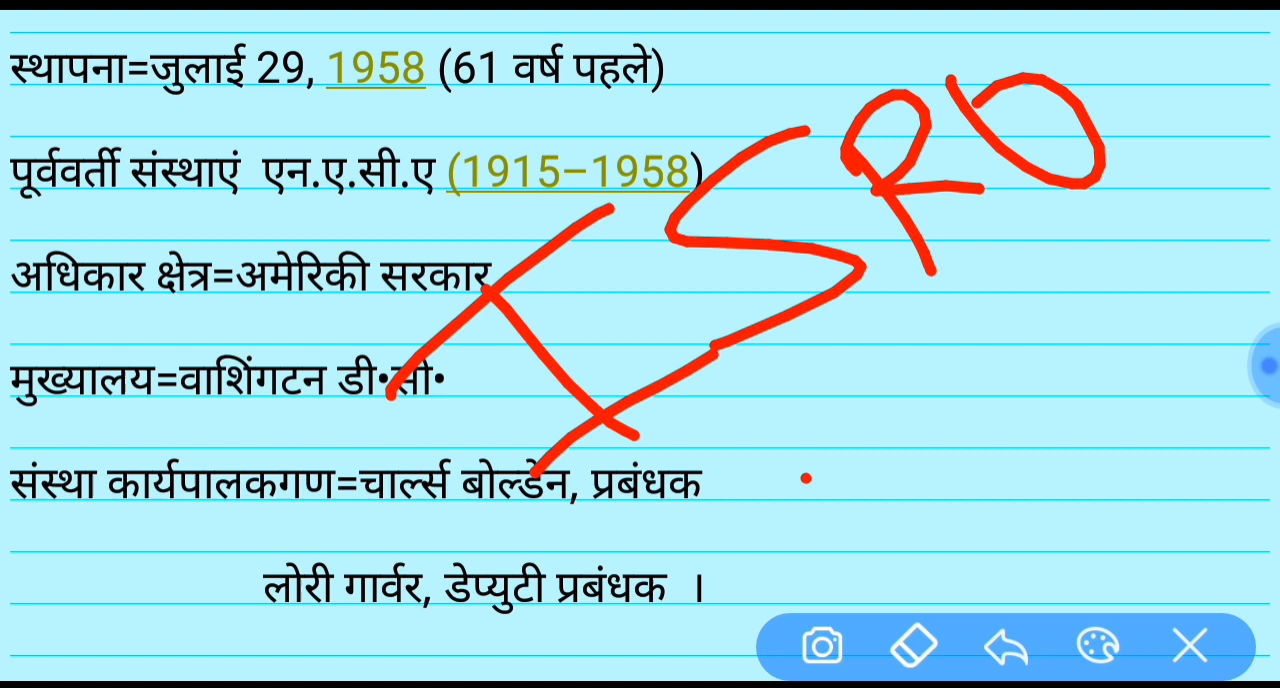 स्थापना=जुलाई 29, 1958 (61 वर्ष पहले)
पूर्ववर्ती संस्थाएं एन.ए.सी.ए (1915–1958)
अधिकार क्षेत्र=अमेरिकी सरकार
मुख्यालय=वाशिंगटन डी•सी•
संस्था कार्यपालकगण=चार्ल्स बोल्डेन, प्रबंधक
लोरी गार्वर, डेप्युटी प्रबंधक ।
ISRO